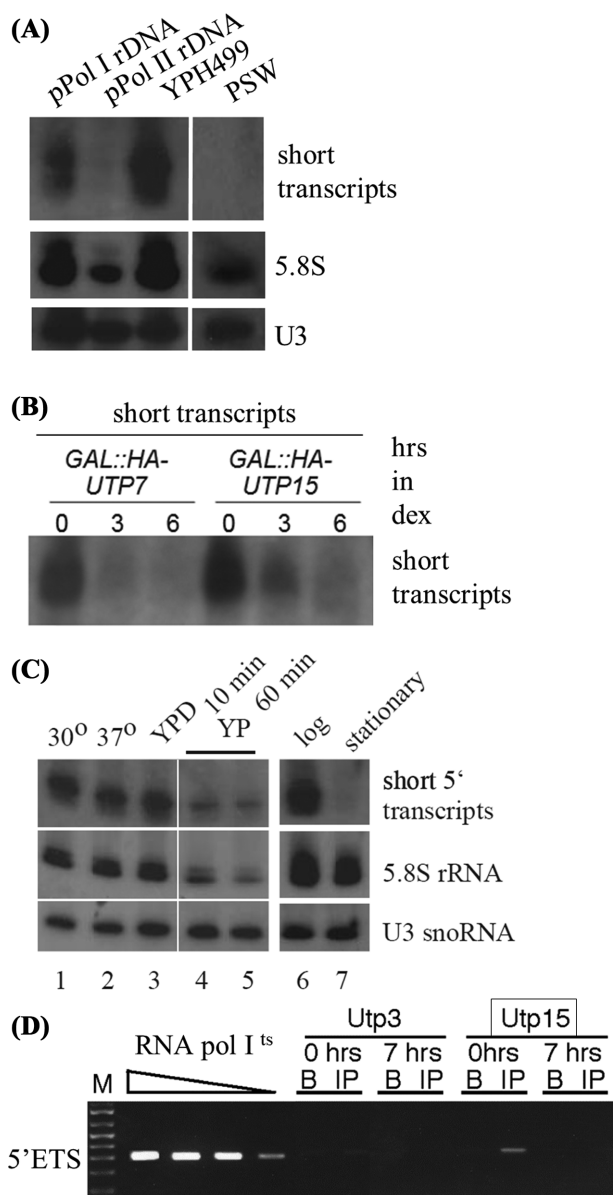 (A)
pPol I rDNA
pPol II rDNA
YPH499
PSW
short
transcripts
5.8S
U3
(B)
short transcripts
GAL::HA-
UTP7
GAL::HA-
UTP15
hrs
in
dex
0 3 6 0 3 6
short
transcripts
(C)
30° 37° YPD 10 min 60 min log stationary
YP
short 5‘
transcripts
5.8S rRNA
U3 snoRNA
1 2 3 4 5 6 7
(D)
Utp3 Utp15
RNA pol I ts
0 hrs 7 hrs 0hrs 7 hrs
M B IP B IP B IP B IP
5’ETS